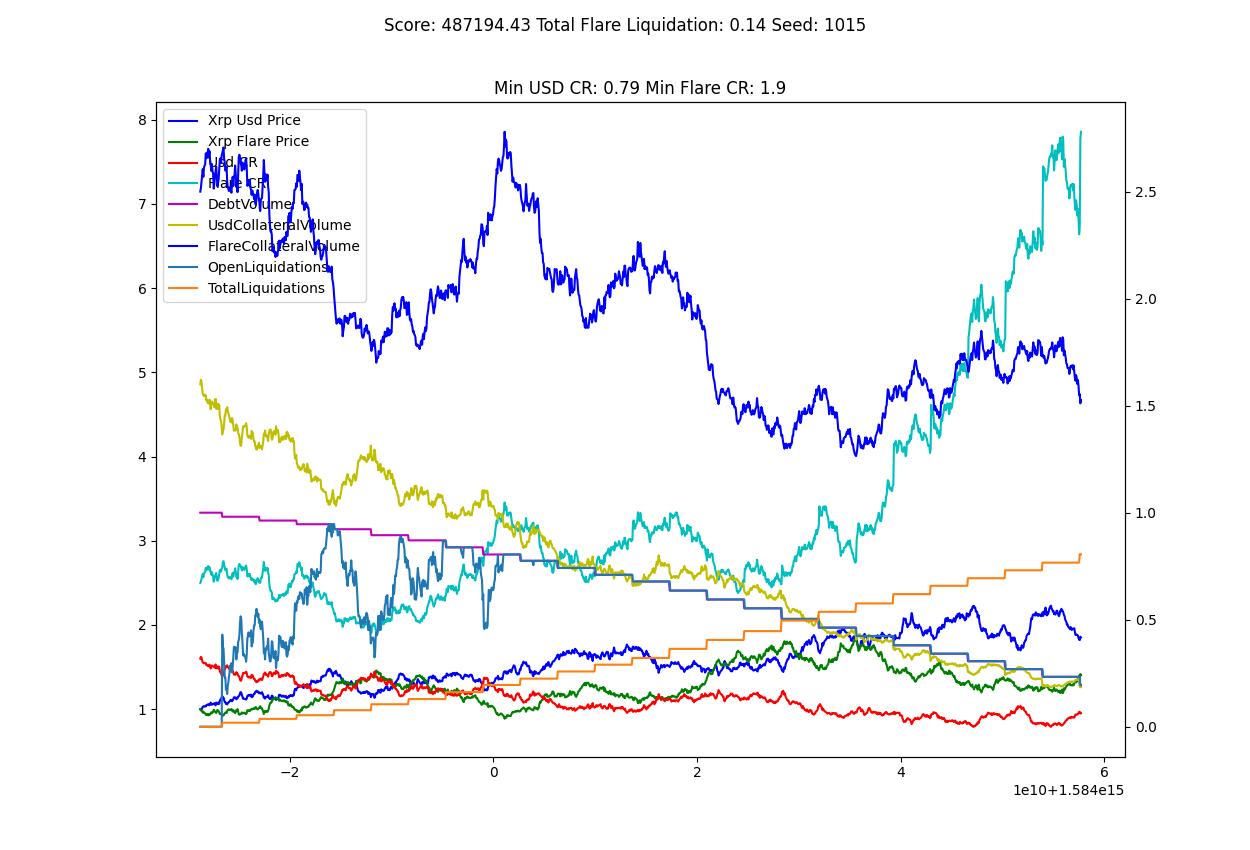 Score: 487194.43 Total Flare Liquidation: 0.14 Seed: 1015
Min USD CR: 0.79 Min Flare CR: 1.9
Xrp Usd Price
Xrp Flare Price
Usd CR
Flare CR
DebtVolume
UsdCollateralVolume
FlareCollateralVolume
OpenLiquidations
TotalLiquidations
8
7
6
5
4
3
2
1
2.5
2.0
1.5
1.0
0.5
0.0
−2
0
2
4
6
1e10+1.584e15